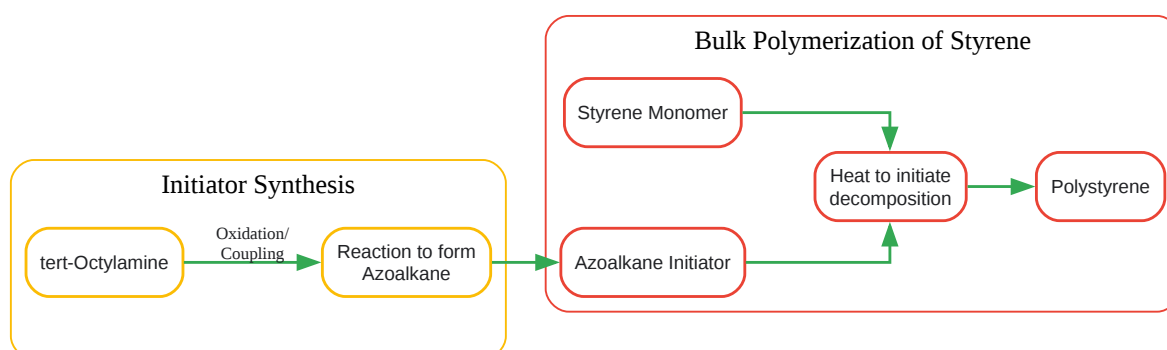 Bulk Polymerization of Styrene
Styrene Monomer
Initiator Synthesis
Heat to initiate
decomposition
Polystyrene
Oxidation/
Coupling
tert-Octylamine
Reaction to form
Azoalkane
Azoalkane Initiator